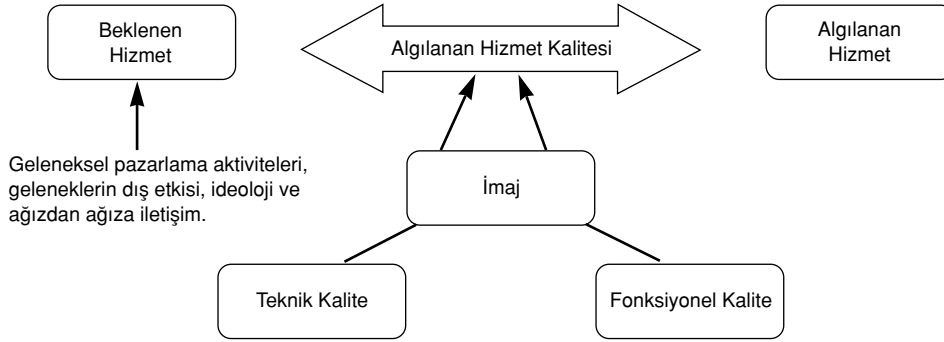 Beklenen
Hizmet
Algılanan Hizmet Kalitesi
Algılanan
Hizmet
Geleneksel pazarlama aktiviteleri,
geleneklerin dış etkisi, ideoloji ve
ağızdan ağıza iletişim.
İmaj
Teknik Kalite
Fonksiyonel Kalite